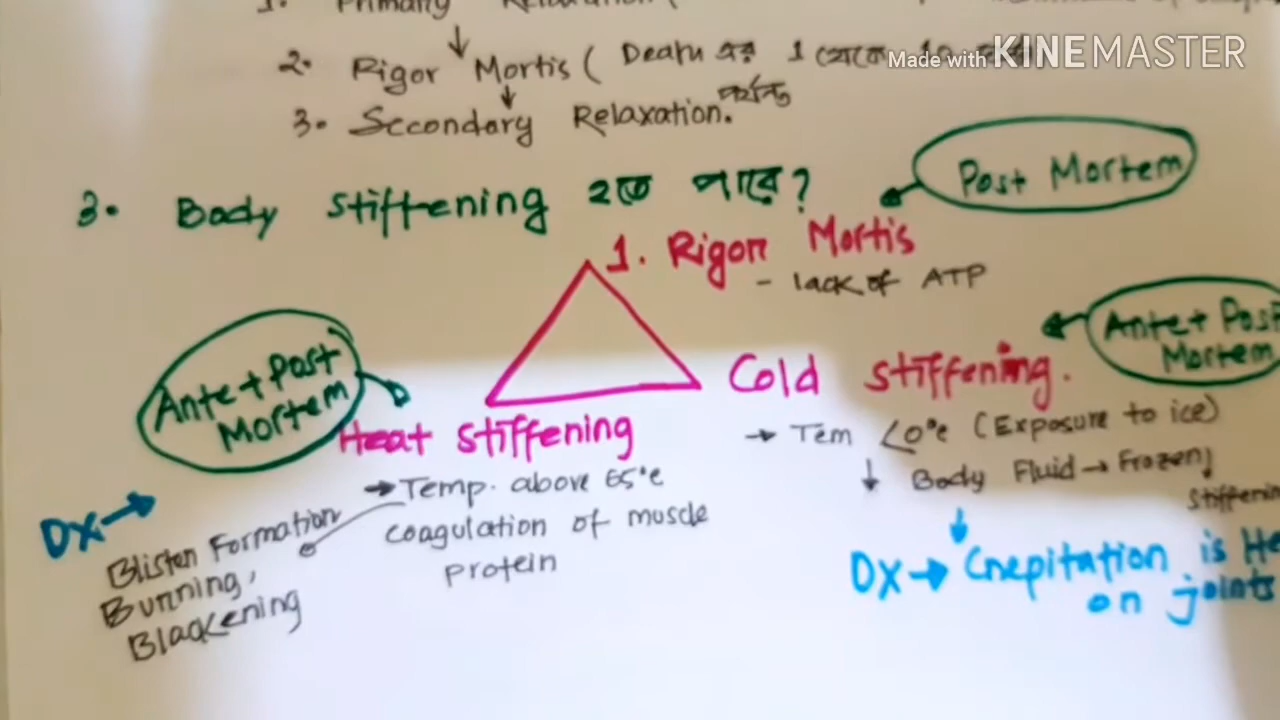 1. Primary
2. Rigor Mortis ( Death এর 1 থেকে
পর্যন্ত
3. Secondary Relaxation.
Made with KINEMASTER
3. Body stiffening হতে পারে?
Post Mortem
1. Rigor Mortis
- lack of ATP
Ante + Post
Mortem
Ante + Post
Mortem
Cold stiffening.
Heat stiffening
→ Tem <0°c (Exposure to ice)
↓ Body Fluid → Frozen
→ Temp. above 65°c
coagulation of muscle
protein
DX →
Blister Formation
Burning,
Blackening
DX → Crepitation is
on joints